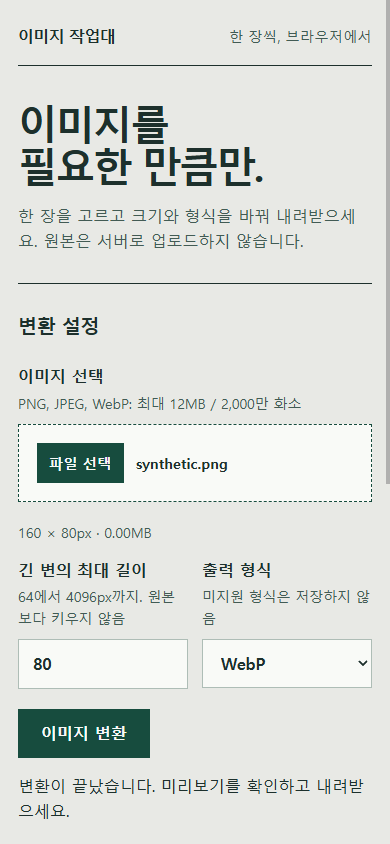 이미지 작업대
한 장씩, 브라우저에서
이미지를
필요한 만큼만.
한 장을 고르고 크기와 형식을 바꿔 내려받으세
요. 원본은 서버로 업로드하지 않습니다.
변환 설정
이미지 선택
PNG, JPEG, WebP: 최대 12MB / 2,000만 화소
파일 선택 synthetic.png
160 × 80px · 0.00MB
긴 변의 최대 길이
64에서 4096px까지. 원본
보다 키우지 않음
80
출력 형식
미지원 형식은 저장하지 않
음
WebP
이미지 변환
변환이 끝났습니다. 미리보기를 확인하고 내려받
으세요.